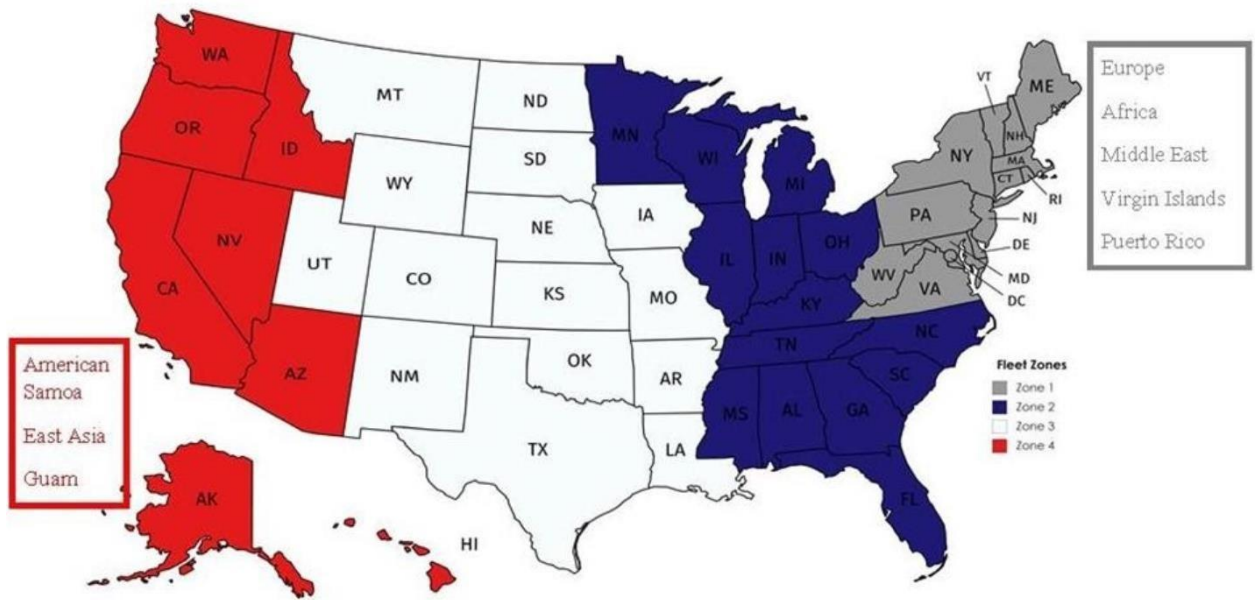 WA
MT
ND
MN
VT
ME
Europe
OR
ID
SD
WI
MI
NY
NH
Africa
WY
MA
Middle East
IA
CT
RI
Virgin Islands
NV
NE
PA
NJ
Puerto Rico
UT
CO
IL
IN
OH
DE
CA
KS
MO
WV
VA
MD
DC
KY
NC
American
Samoa
East Asia
Guam
AZ
NM
OK
AR
TN
SC
Fleet Zones
Zone 1
Zone 2
Zone 3
Zone 4
MS
AL
GA
TX
LA
FL
AK
HI